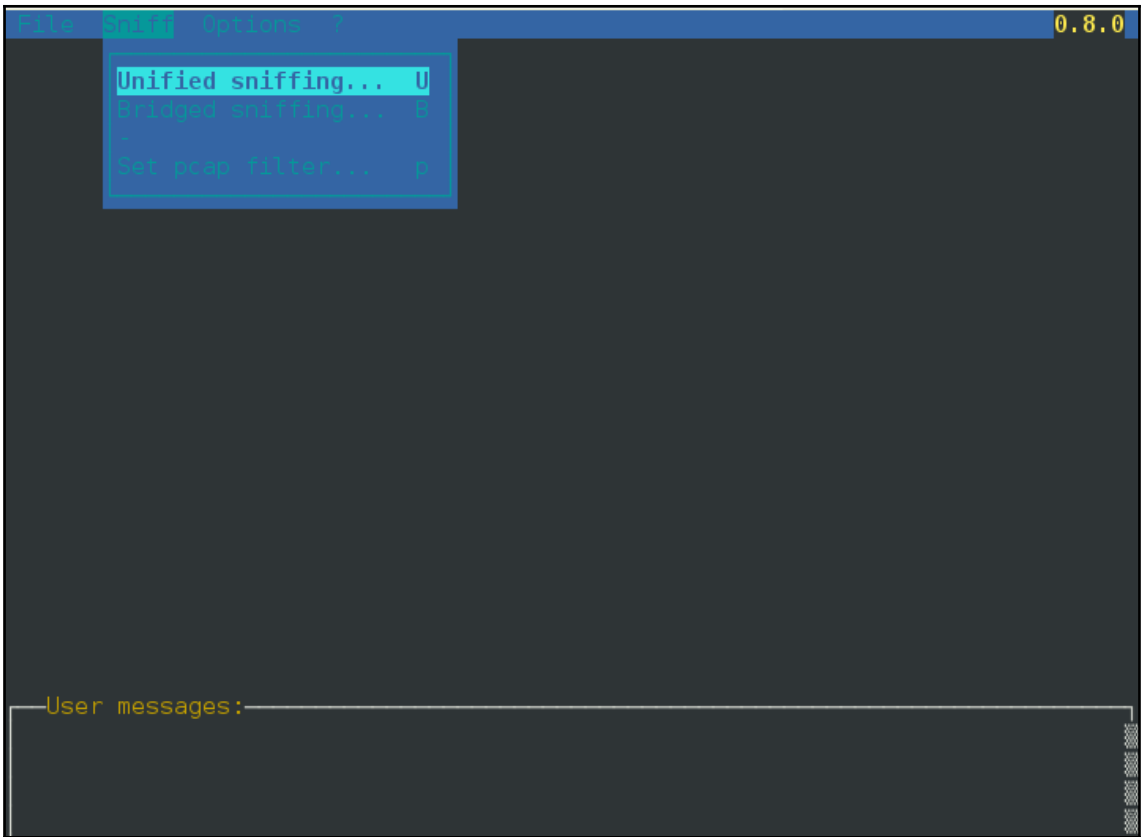 File Sniff Options ? 0.8.0
Unified sniffing... U
Bridged sniffing... B
-
Set pcap filter... p
User messages: